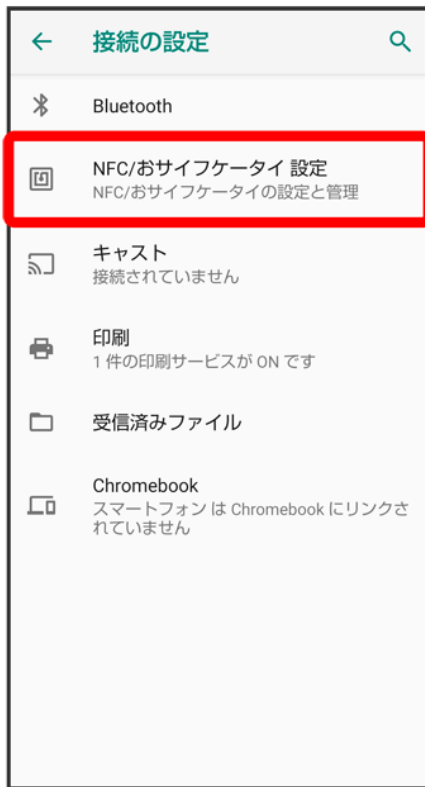 接続の設定
Bluetooth
NFC/おサイフケータイ 設定
NFC/おサイフケータイの設定と管理
キャスト
接続されていません
印刷
1 件の印刷サービスが ON です
受信済みファイル
Chromebook
スマートフォン は Chromebook にリンクさ
れていません